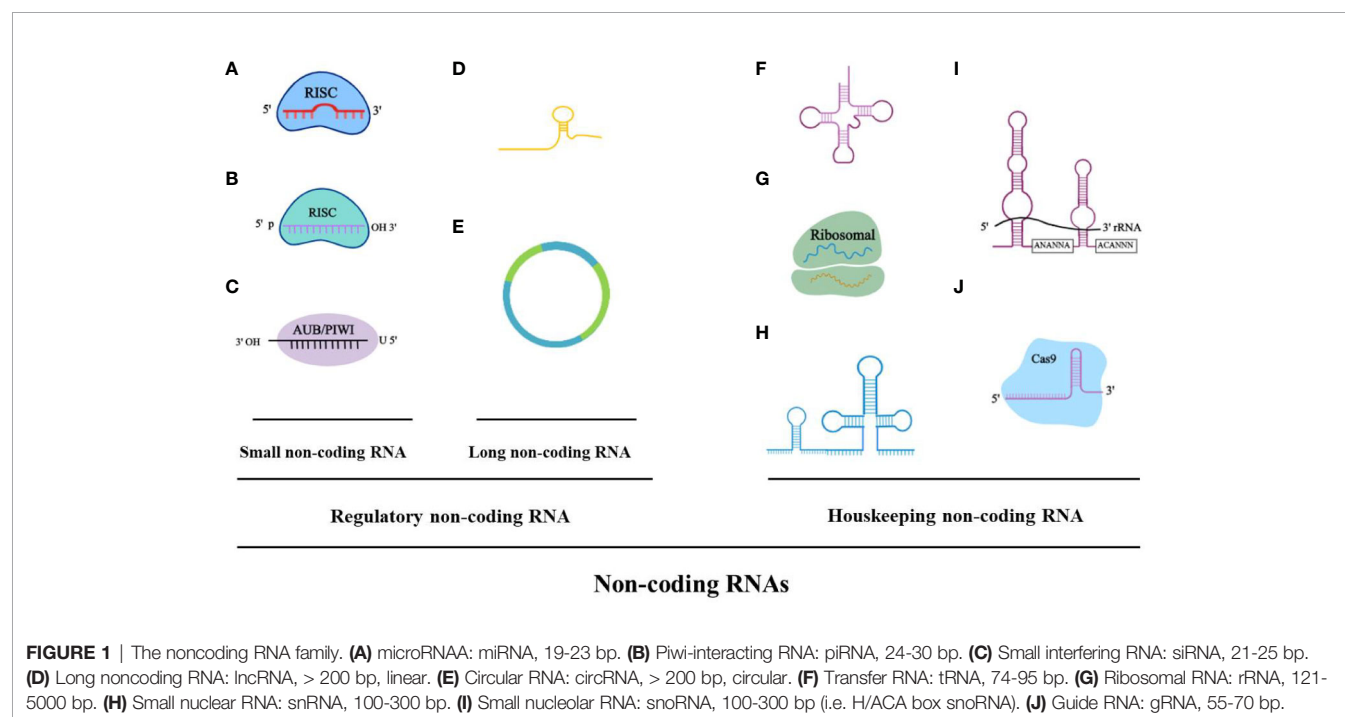 A
RISC
5' 3'
B
RISC
5' p OH 3'
C
AUB/PIWI
3' OH U 5'
Small non-coding RNA
D
E
Long non-coding RNA
Regulatory non-coding RNA
F
G
Ribosomal
H
I
5' 3' rRNA
ANANNA ACANNN
J
Cas9
5' 3'
Houskeeping non-coding RNA
Non-coding RNAs
FIGURE 1 | The noncoding RNA family. (A) microRNAA: miRNA, 19-23 bp. (B) Piwi-interacting RNA: piRNA, 24-30 bp. (C) Small interfering RNA: siRNA, 21-25 bp.
(D) Long noncoding RNA: lncRNA, > 200 bp, linear. (E) Circular RNA: circRNA, > 200 bp, circular. (F) Transfer RNA: tRNA, 74-95 bp. (G) Ribosomal RNA: rRNA, 121-
5000 bp. (H) Small nuclear RNA: snRNA, 100-300 bp. (I) Small nucleolar RNA: snoRNA, 100-300 bp (i.e. H/ACA box snoRNA). (J) Guide RNA: gRNA, 55-70 bp.